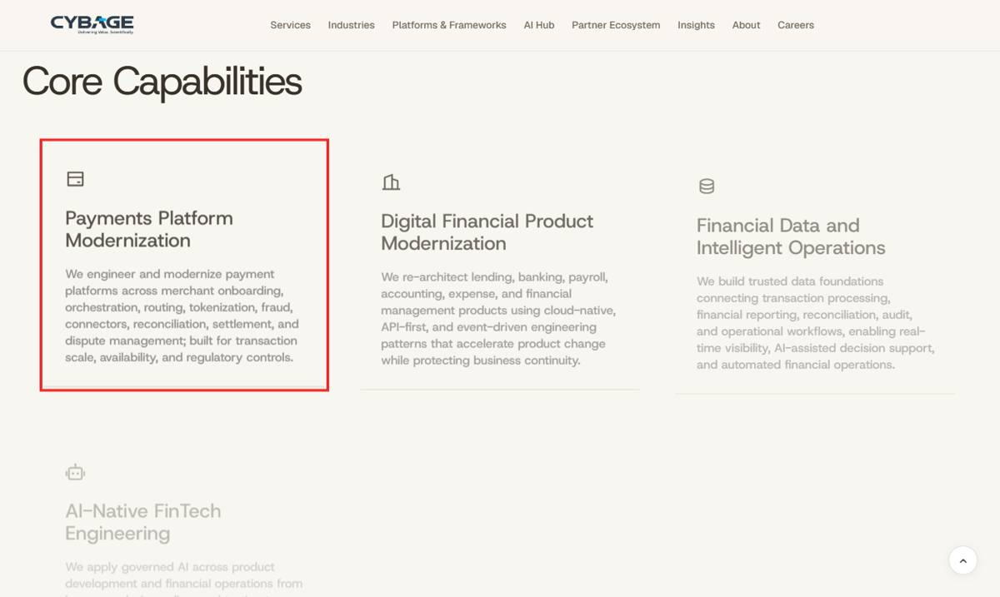 CYBAGE
Delivering Value. Scientifically.
Services Industries Platforms & Frameworks AI Hub Partner Ecosystem Insights About Careers
Core Capabilities
Payments Platform
Modernization
We engineer and modernize payment
platforms across merchant onboarding,
orchestration, routing, tokenization, fraud,
connectors, reconciliation, settlement, and
dispute management; built for transaction
scale, availability, and regulatory controls.
Digital Financial Product
Modernization
We re-architect lending, banking, payroll,
accounting, expense, and financial
management products using cloud-native,
API-first, and event-driven engineering
patterns that accelerate product change
while protecting business continuity.
Financial Data and
Intelligent Operations
We build trusted data foundations
connecting transaction processing,
financial reporting, reconciliation, audit,
and operational workflows, enabling real-
time visibility, AI-assisted decision support,
and automated financial operations.
AI-Native FinTech
Engineering
We apply governed AI across product
development and financial operations from